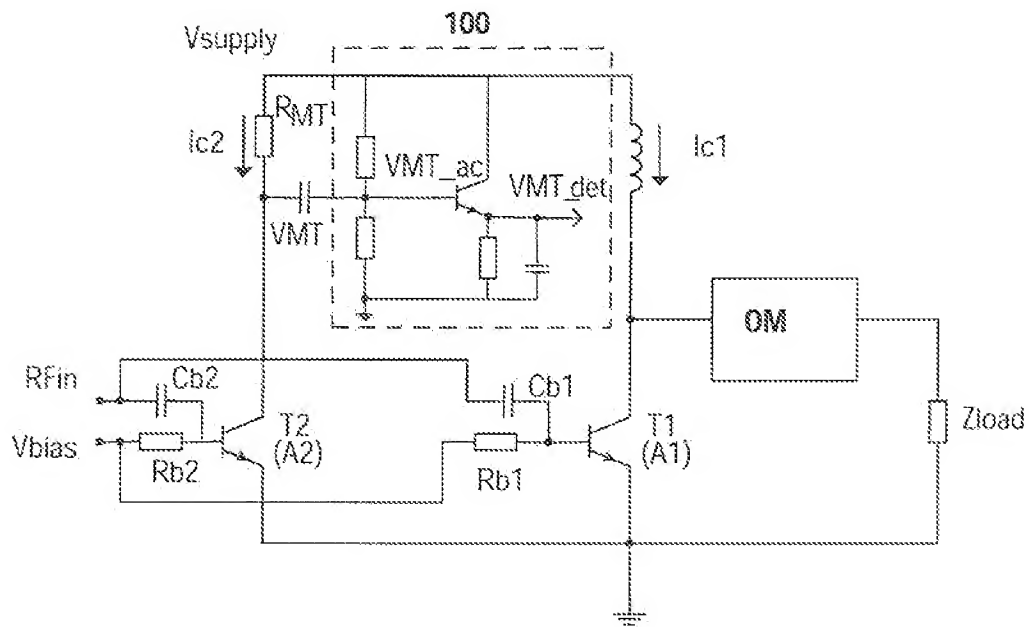 100
Vsupply
RMT
Ic2
Ic1
VMT_ac
VMT_det
VMT
OM
RFin
Cb2
Cb1
Vbias
T2
(A2)
T1
(A1)
Zload
Rb2
Rb1